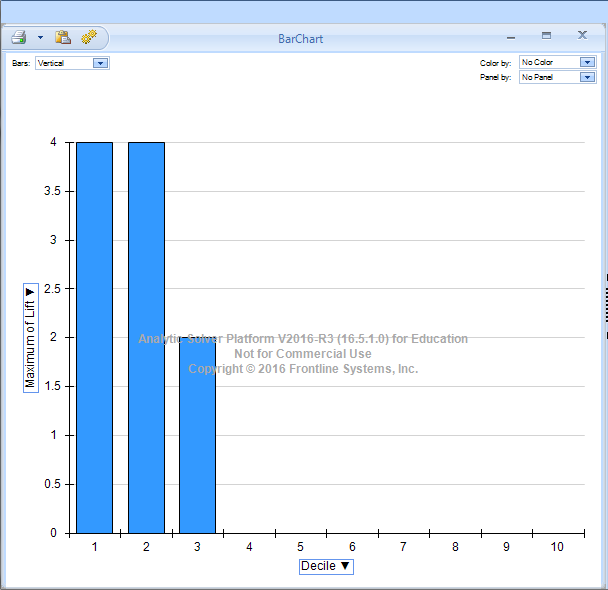 BarChart
Bars: Vertical
Color by: No Color
Panel by: No Panel
4
3.5
3
2.5
2
1.5
1
0.5
0
Maximum of Lift ▼
Analytic Solver Platform V2016-R3 (16.5.1.0) for Education
Not for Commercial Use
Copyright © 2016 Frontline Systems, Inc.
1 2 3 4 5 6 7 8 9 10
Decile ▼